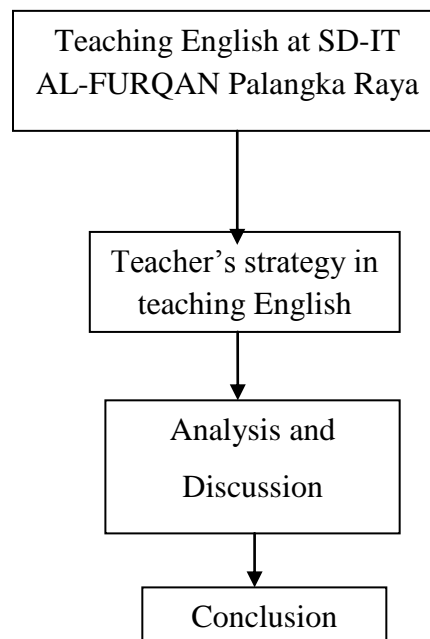 Teaching English at SD-IT
AL-FURQAN Palangka Raya
Teacher’s strategy in
teaching English
Analysis and
Discussion
Conclusion